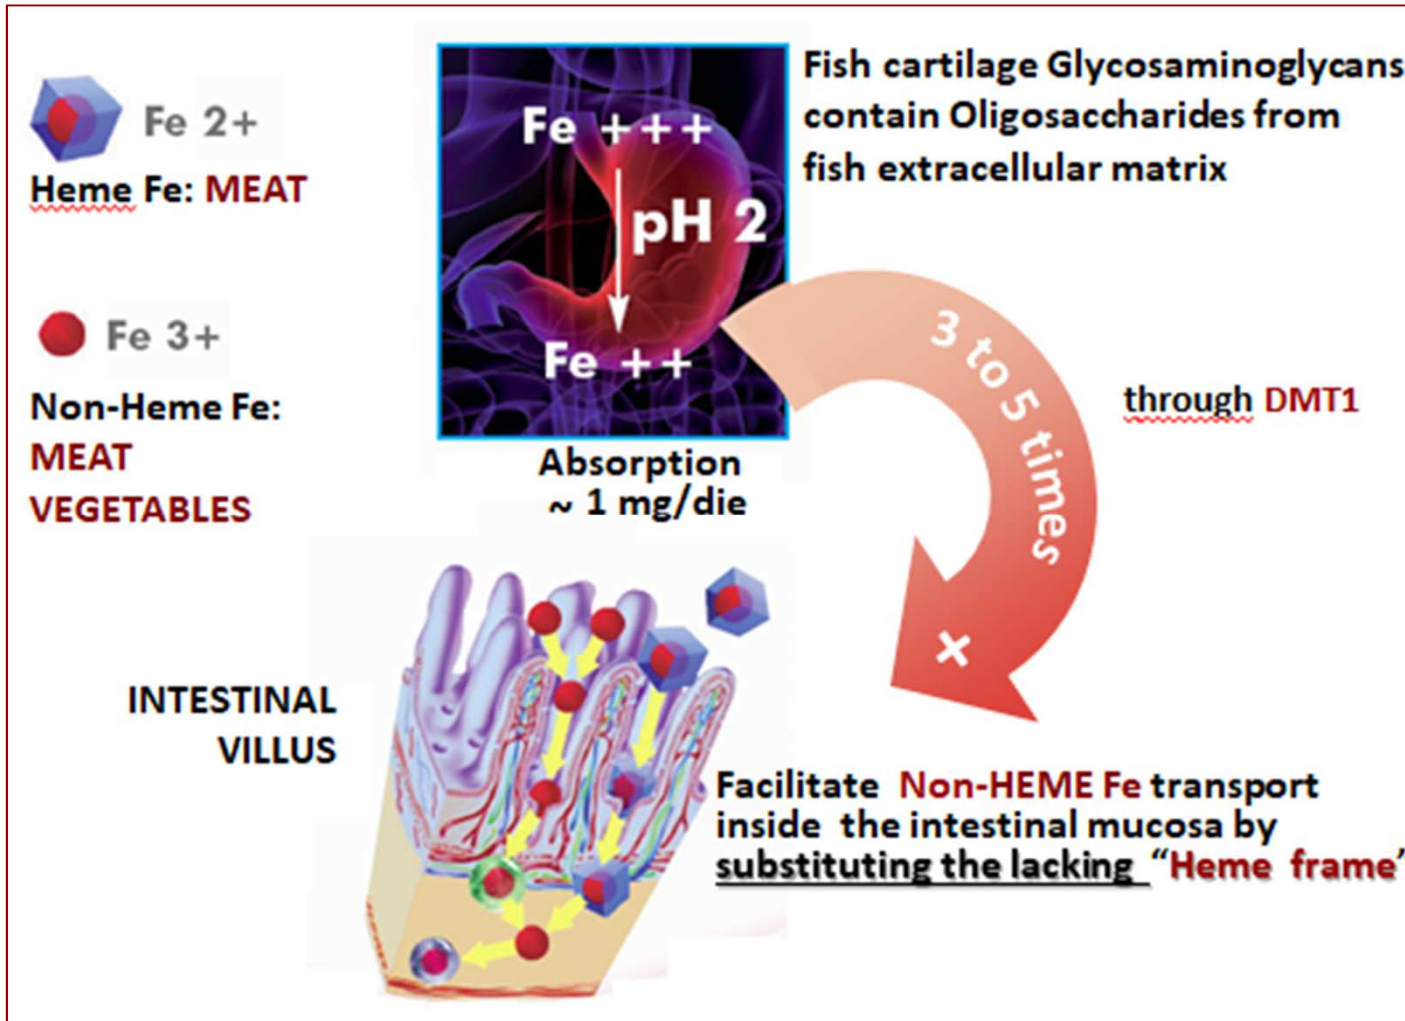 Fe 2+
Heme Fe: MEAT
Fe 3+
Non-Heme Fe:
MEAT
VEGETABLES
Fe +++
pH 2
Fe ++
Absorption
~ 1 mg/die
Fish cartilage Glycosaminoglycans
contain Oligosaccharides from
fish extracellular matrix
3 to 5 times
+
through DMT1
INTESTINAL
VILLUS
Facilitate Non-HEME Fe transport
inside the intestinal mucosa by
substituting the lacking “Heme frame”